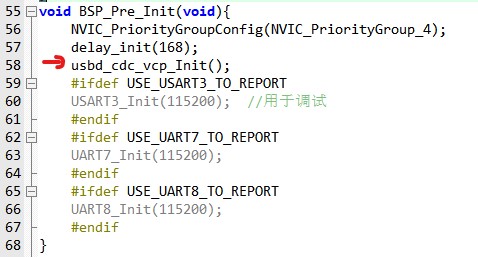 55 void BSP_Pre_Init(void){
56 NVIC_PriorityGroupConfig(NVIC_PriorityGroup_4);
57 delay_init(168);
58 usbd_cdc_vcp_Init();
59 #ifdef USE_USART3_TO_REPORT
60 USART3_Init(115200); //用于调试
61 #endif
62 #ifdef USE_UART7_TO_REPORT
63 UART7_Init(115200);
64 #endif
65 #ifdef USE_UART8_TO_REPORT
66 UART8_Init(115200);
67 #endif
68 }